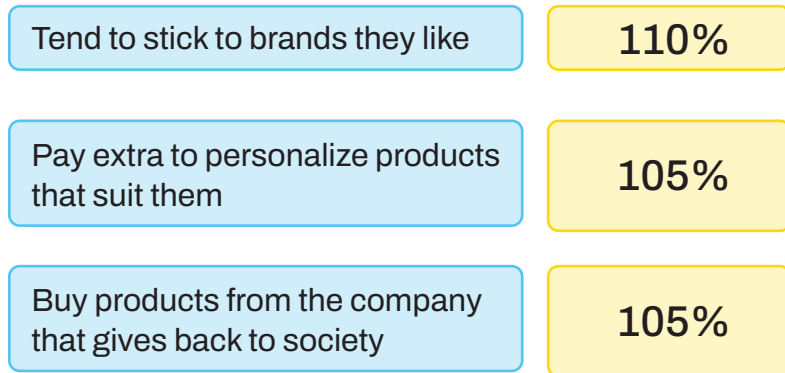 Tend to stick to brands they like
110%
Pay extra to personalize products
that suit them
105%
Buy products from the company
that gives back to society
105%